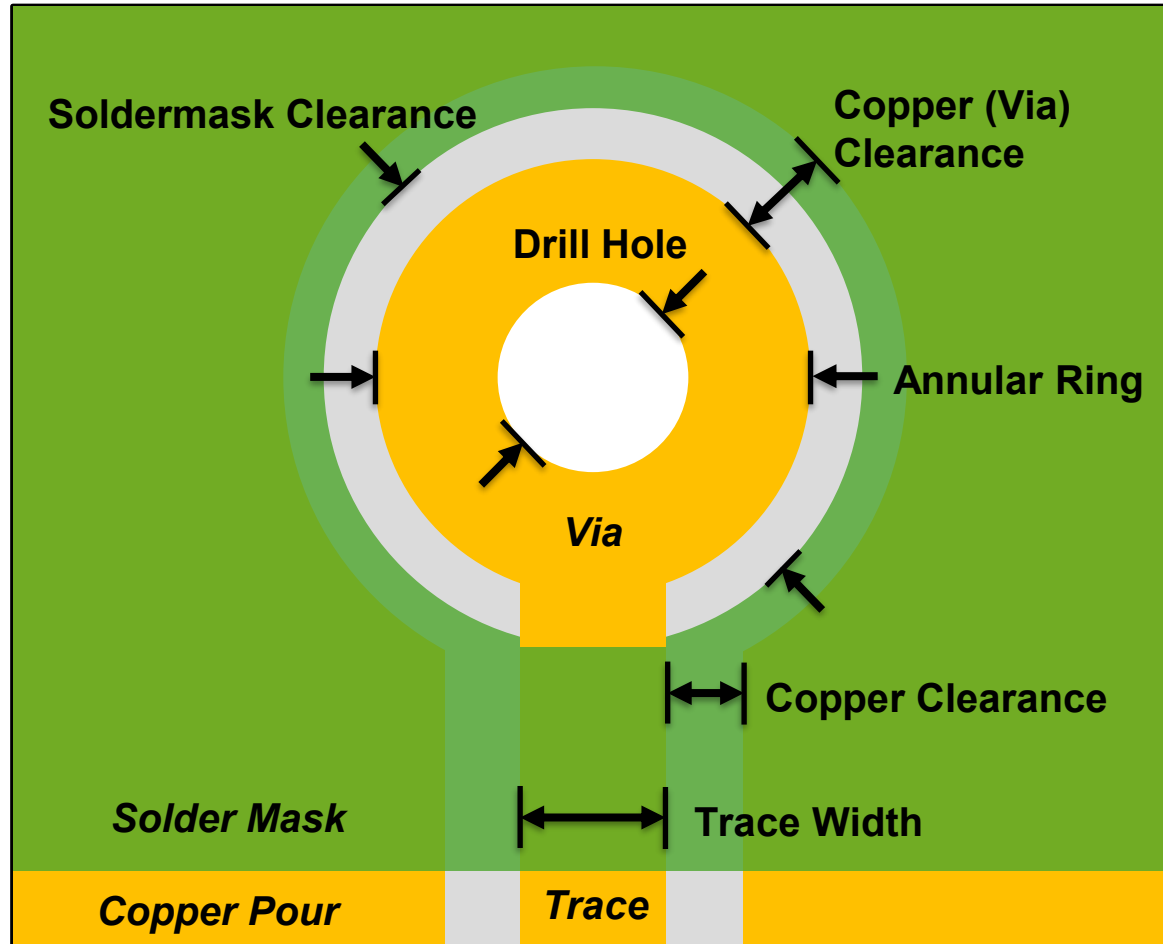 Soldermask Clearance
Copper (Via)
Clearance
Drill Hole
Annular Ring
Via
Copper Clearance
Solder Mask
Trace Width
Copper Pour
Trace